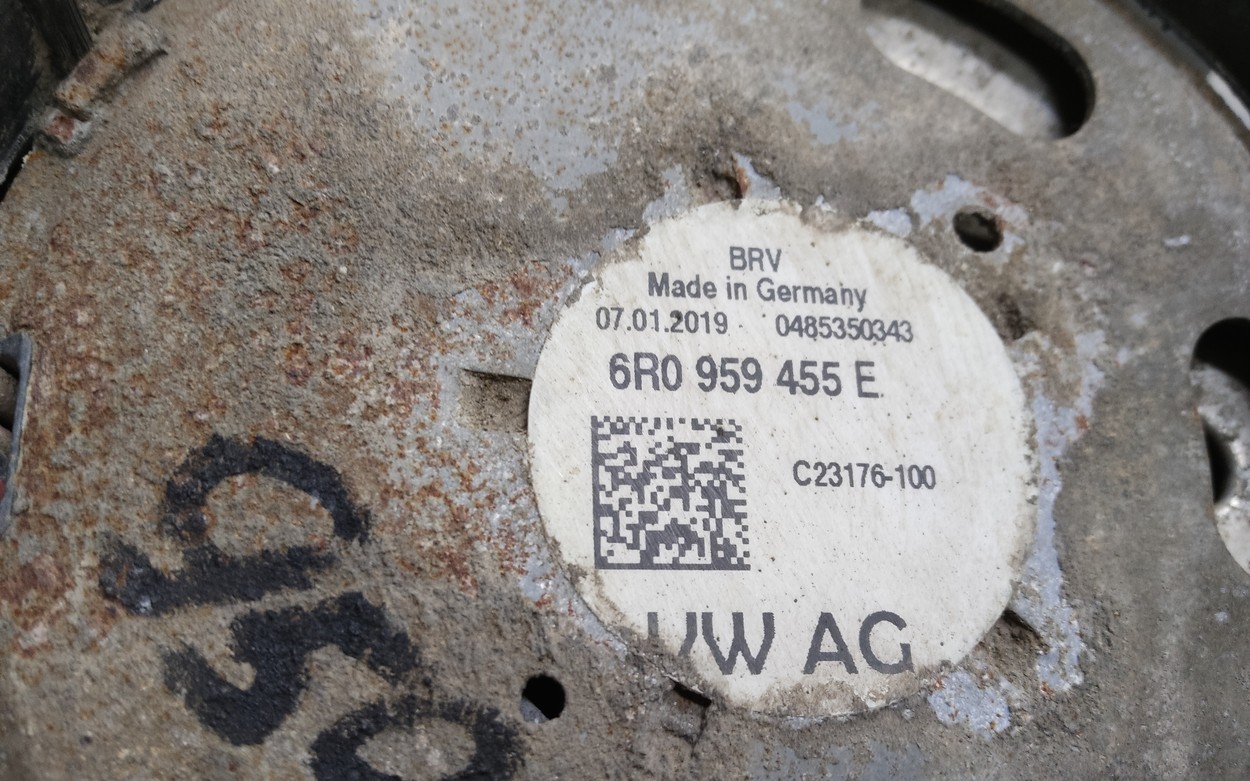 BRV
Made in Germany
07.01.2019 0485350343
6R0 959 455 E
C23176-100
VW AG